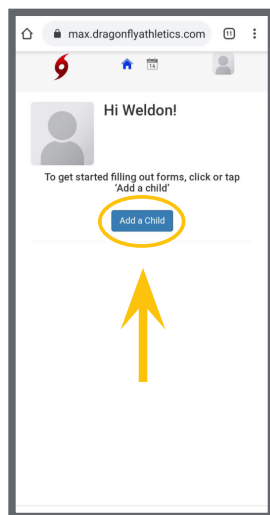 max.dragonflyathletics.com 11
14
Hi Weldon!
To get started filling out forms, click or tap
‘Add a child’
Add a Child